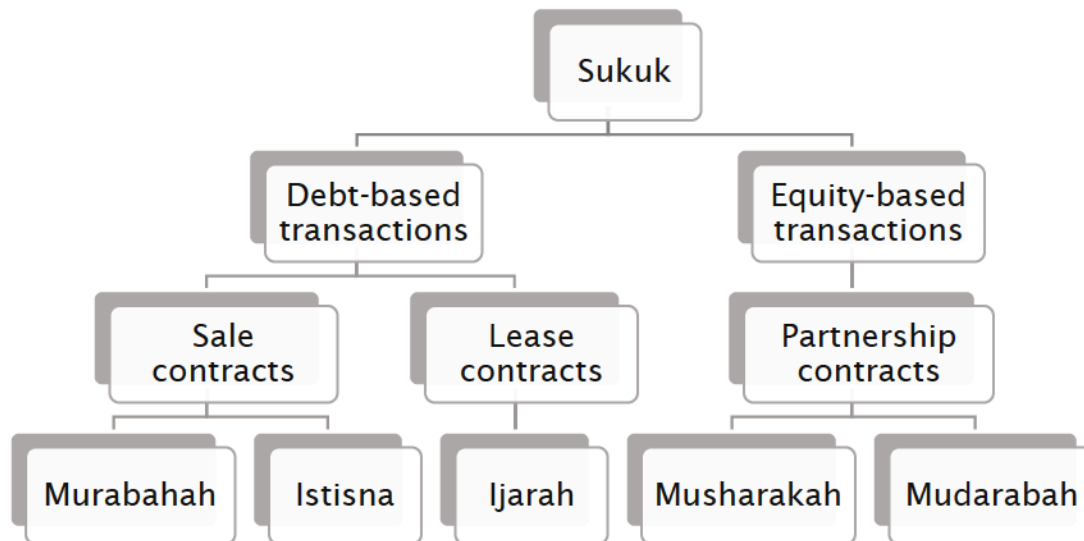 Sukuk
Debt-based
transactions
Equity-based
transactions
Sale
contracts
Lease
contracts
Partnership
contracts
Murabahah
Istisna
Ijarah
Musharakah
Mudarabah